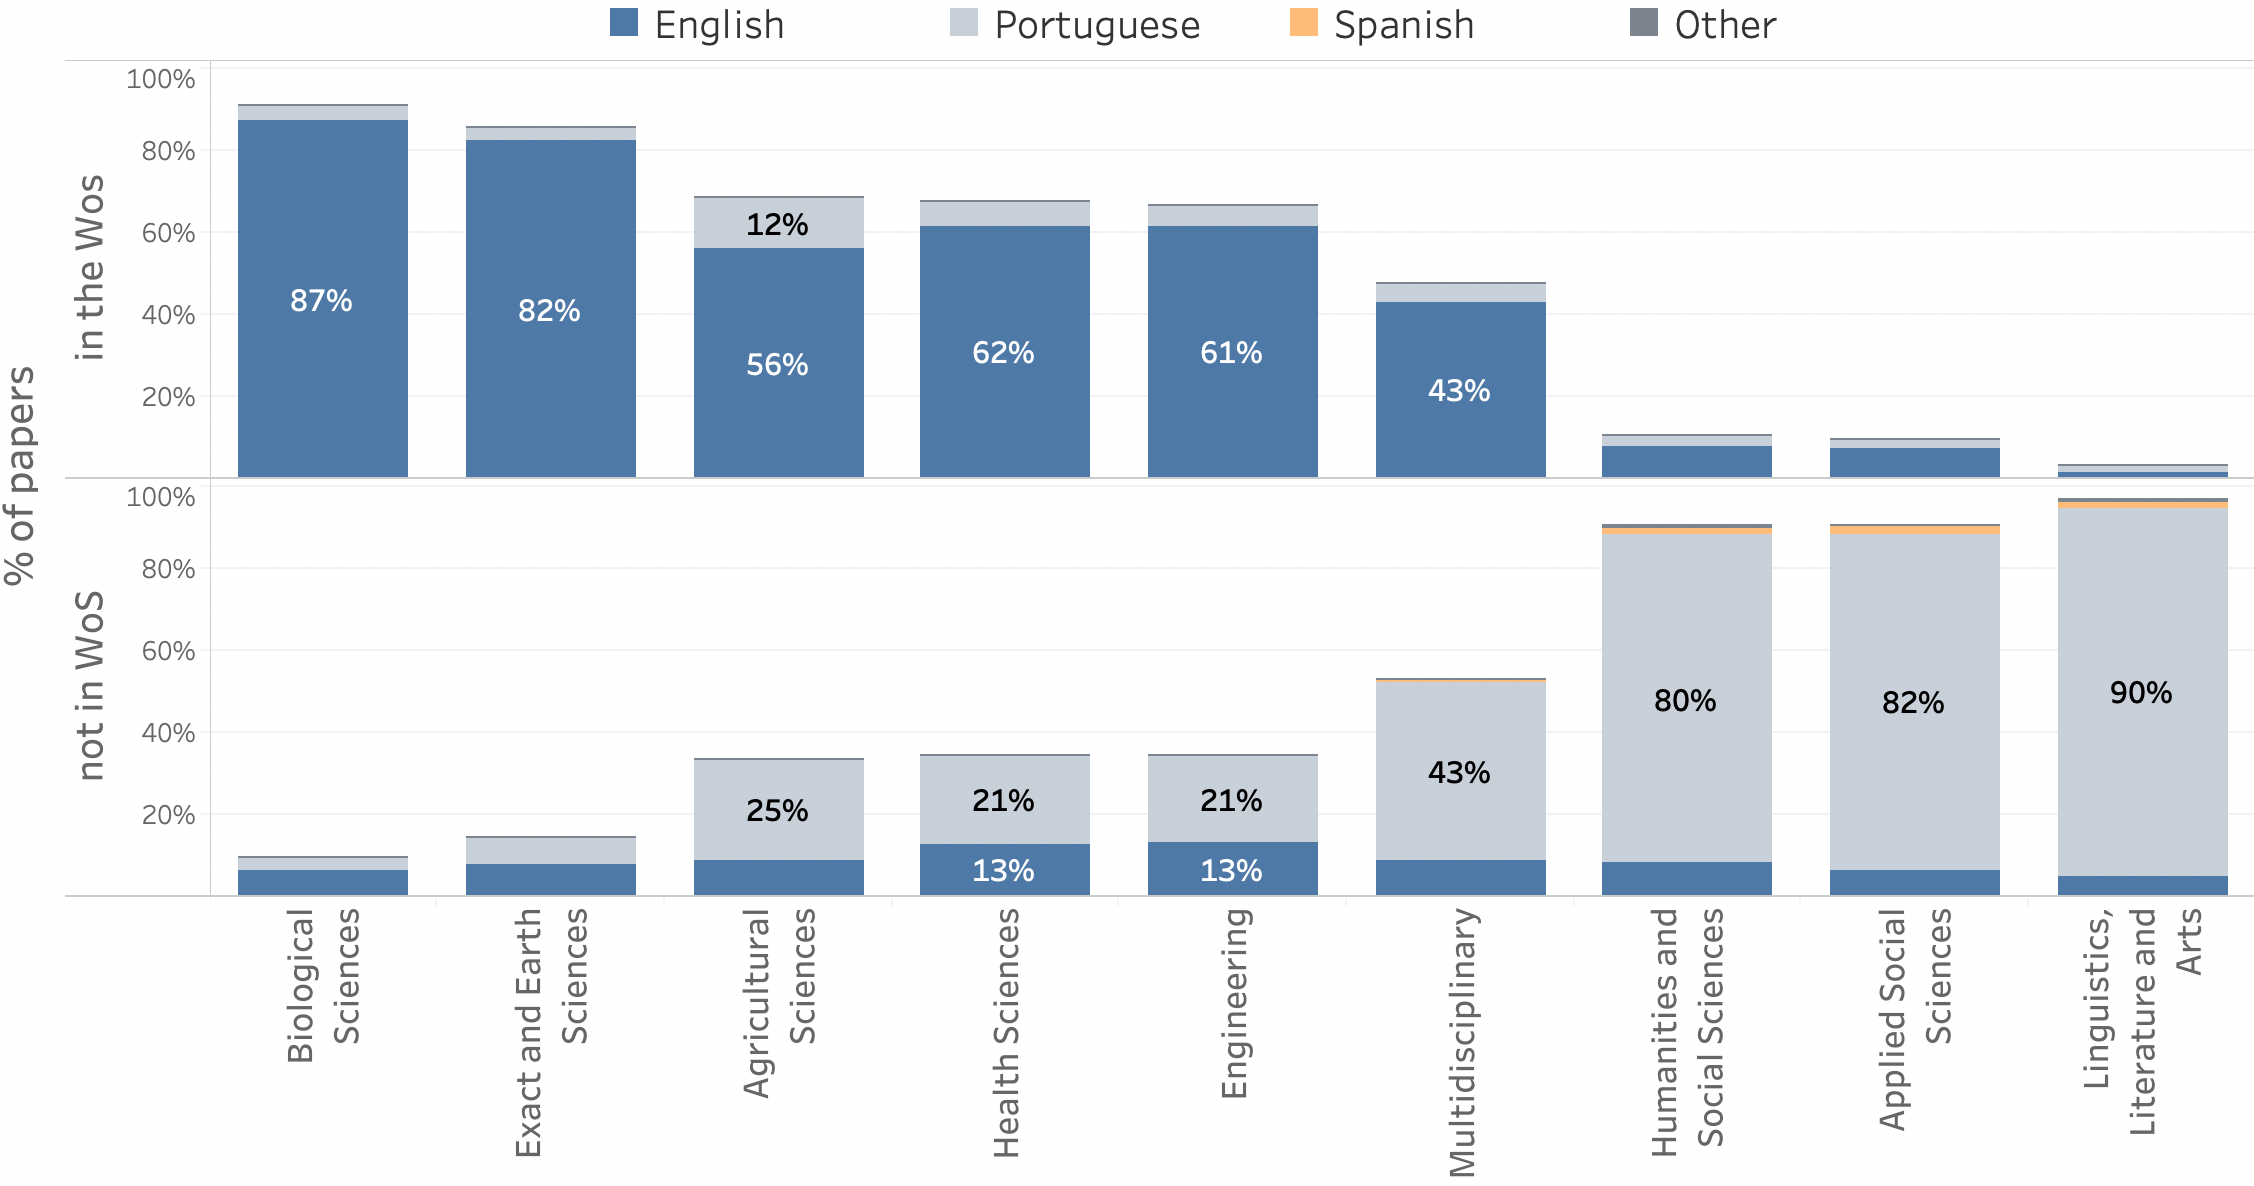 English Portuguese Spanish Other
% of papers
in the Wos
100%
80%
60%
40%
20%
87%
82%
12%
56%
62%
61%
43%
not in WoS
100%
80%
60%
40%
20%
25%
21%
13%
21%
13%
43%
80%
82%
90%
Biological
Sciences
Exact and Earth
Sciences
Agricultural
Sciences
Health Sciences
Engineering
Multidisciplinary
Humanities and
Social Sciences
Applied Social
Sciences
Linguistics,
Literature and
Arts